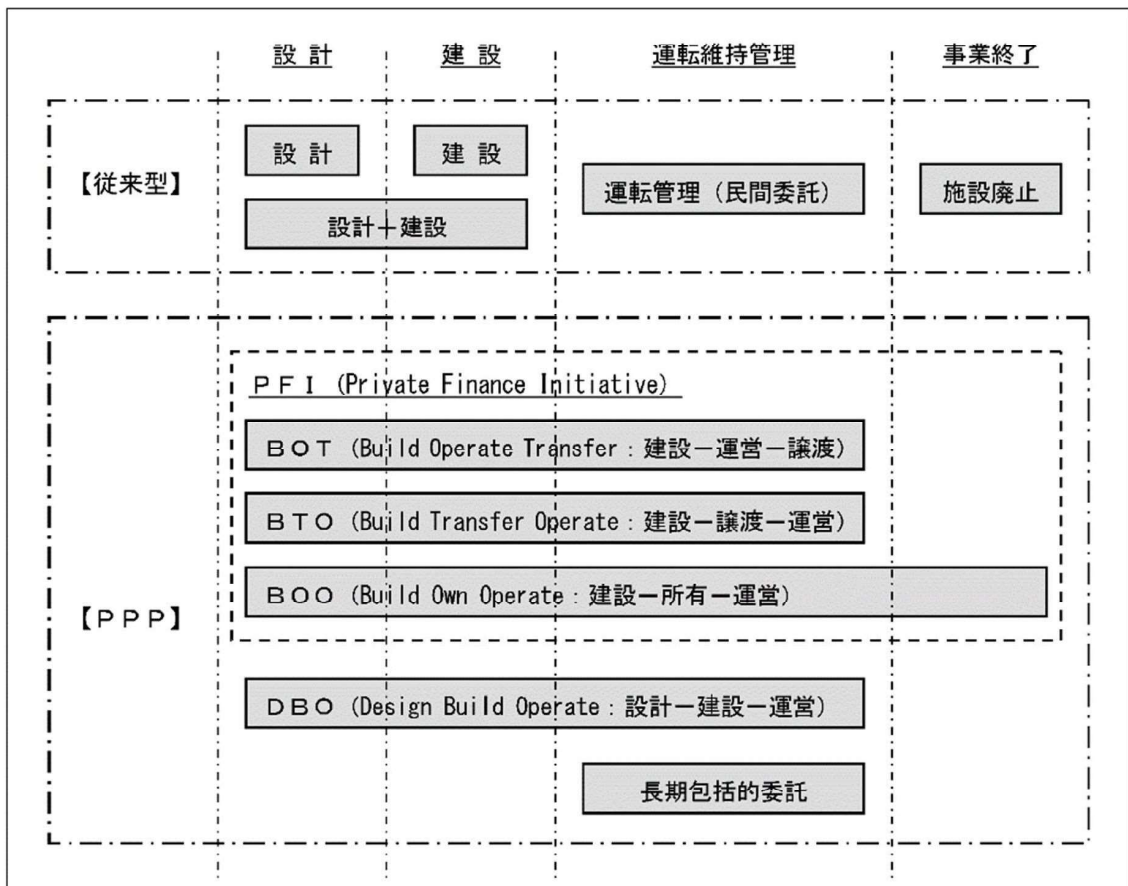 設 計 建 設 運転維持管理 事業終了
【従来型】
設 計
建 設
設計＋建設
運転管理（民間委託）
施設廃止
【ＰＰＰ】
ＰＦＩ (Private Finance Initiative)
ＢＯＴ (Build Operate Transfer：建設－運営－譲渡)
ＢＴＯ (Build Transfer Operate：建設－譲渡－運営)
ＢＯＯ (Build Own Operate：建設－所有－運営)
ＤＢＯ (Design Build Operate：設計－建設－運営)
長期包括的委託